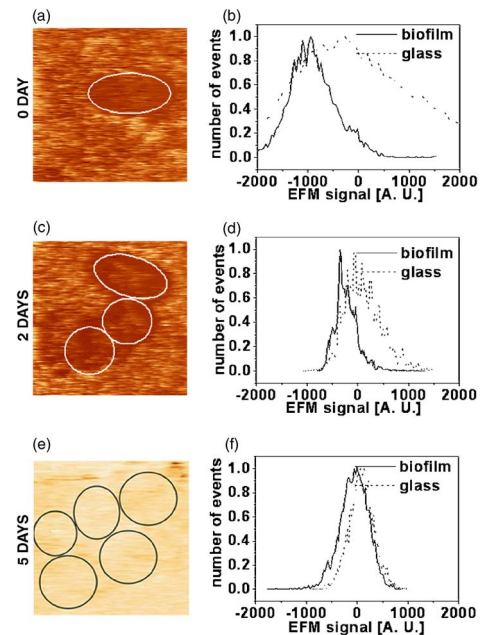 (a)
(b)
0 DAY
number of events
1.0
0.8
0.6
0.4
0.2
0.0
biofilm
glass
-2000 -1000 0 1000 2000
EFM signal [A. U.]
(c)
(d)
2 DAYS
number of events
1.0
0.8
0.6
0.4
0.2
0.0
biofilm
glass
-2000 -1000 0 1000 2000
EFM signal [A. U.]
(e)
(f)
5 DAYS
number of events
1.0
0.8
0.6
0.4
0.2
0.0
biofilm
glass
-2000 -1000 0 1000 2000
EFM signal [A. U.]